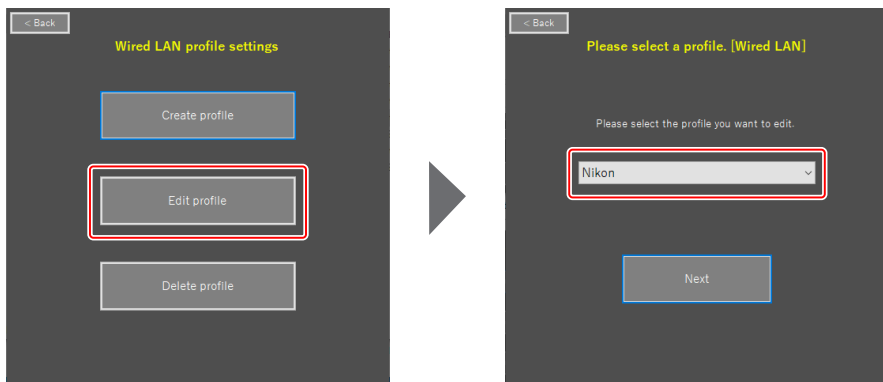 < Back
Wired LAN profile settings
Create profile
Edit profile
Delete profile
< Back
Please select a profile. [Wired LAN]
Please select the profile you want to edit.
Nikon
Next